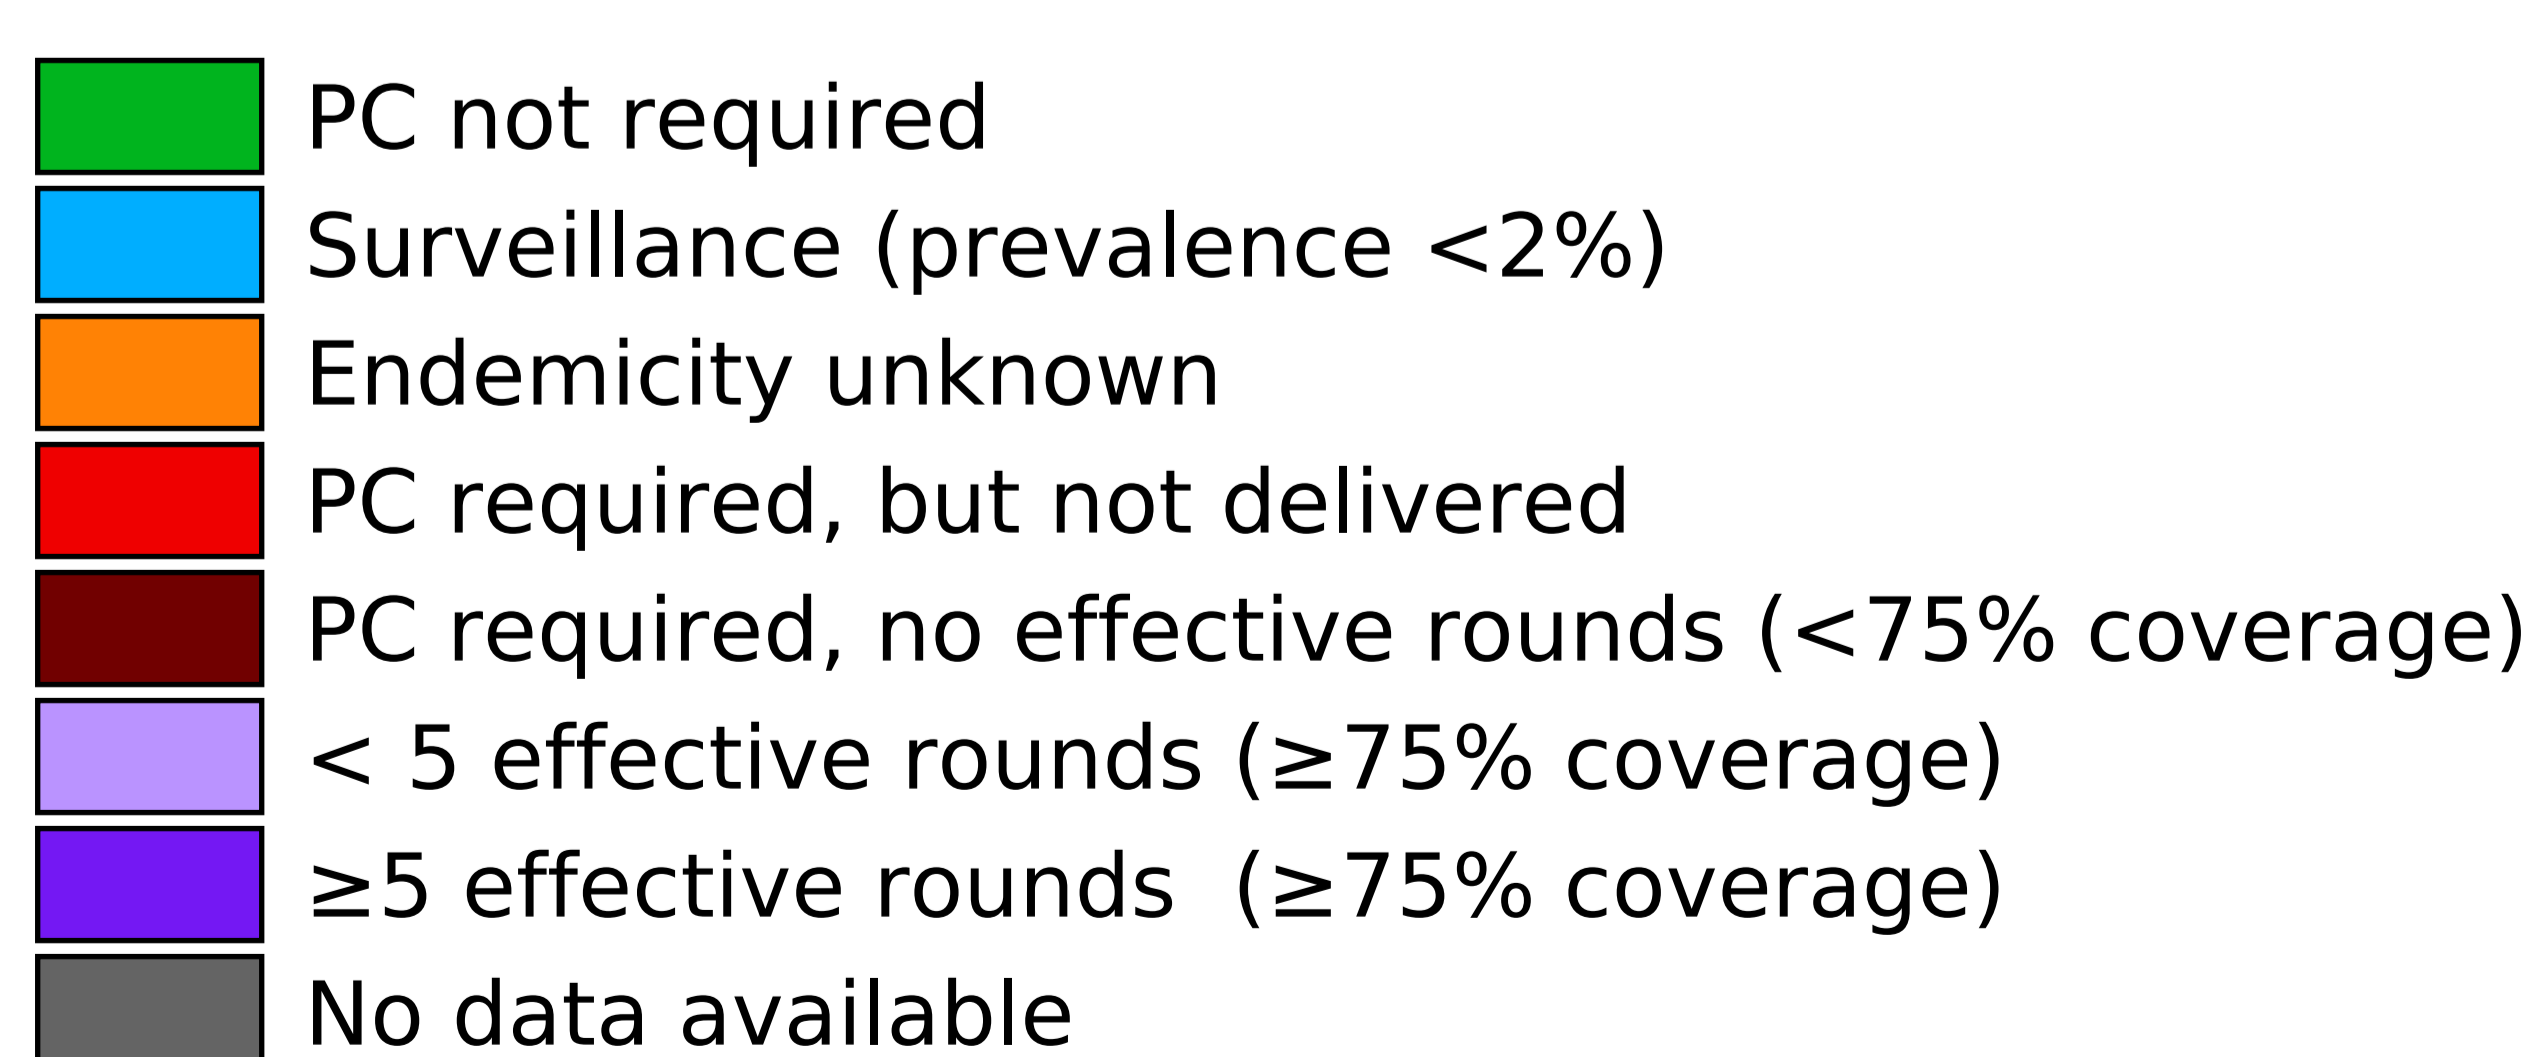 PC not required
Surveillance (prevalence <2%)
Endemicity unknown
PC required, but not delivered
PC required, no effective rounds (<75% coverage)
< 5 effective rounds (≥75% coverage)
≥5 effective rounds  (≥75% coverage)
No data available